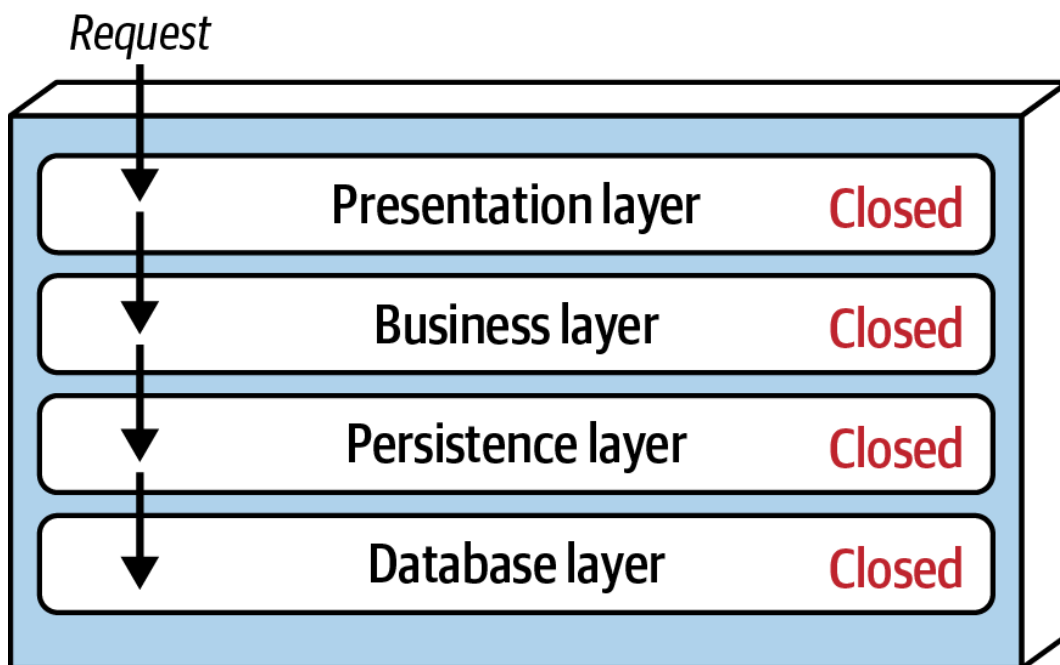 Request
Presentation layer Closed
Business layer Closed
Persistence layer Closed
Database layer Closed